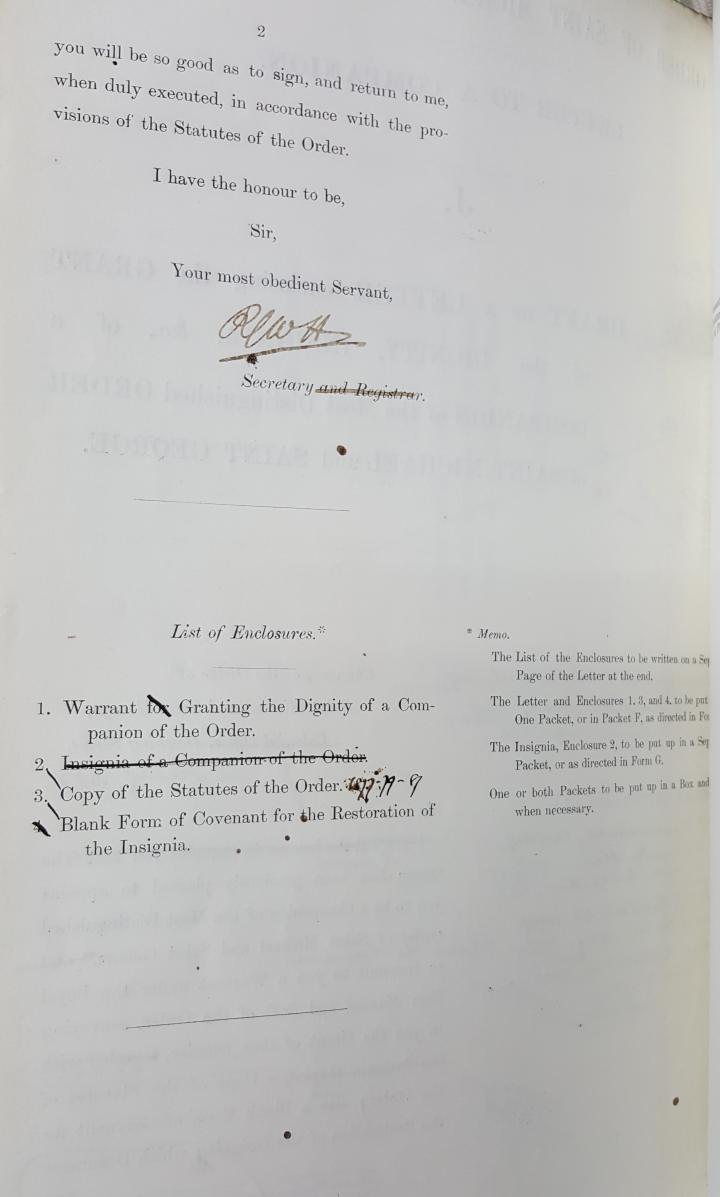 2
you will be so good as to sign, and return to me,
when duly executed, in accordance with the pro-
visions of the Statutes of the Order.
I have the honour to be,
Sir,
Your most obedient Servant,
Secretary and Registrar.
List of Enclosures.*
1. Warrant for Granting the Dignity of a Com-
panion of the Order.
2. Insignia of a Companion of the Order.
3. Copy of the Statutes of the Order.
Blank Form of Covenant for the Restoration of
the Insignia.
* Memo.
The List of the Enclosures to be written on a Sep
Page of the Letter at the end.
The Letter and Enclosures 1, 3, and 4, to be put
One Packet, or in Packet F, as directed in Fo
The Insignia, Enclosure 2, to be put up in a Sep
Packet, or as directed in Form G.
One or both Packets to be put up in a Box and
when necessary.